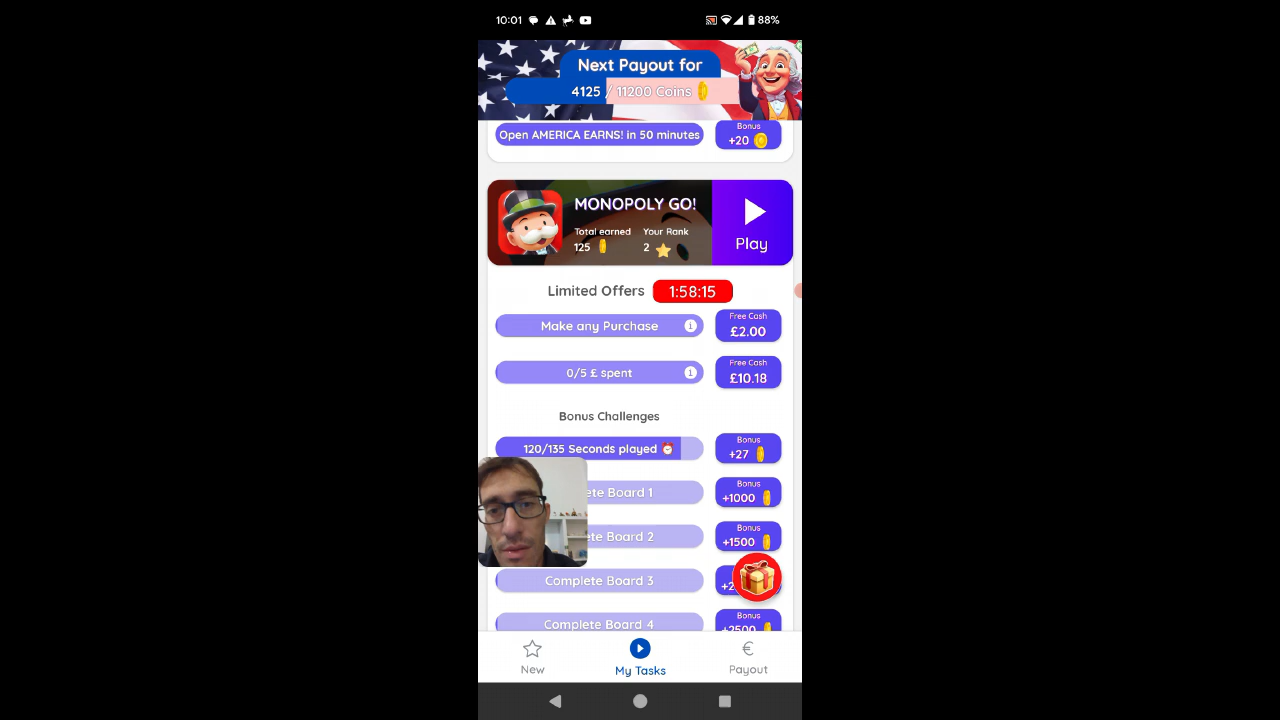 10:01
88%
Next Payout for
4125 / 11200 Coins
Open AMERICA EARNS! in 50 minutes
Bonus
+20
MONOPOLY GO!
Total earned
Your Rank
125
2
Play
Limited Offers
1:58:15
Make any Purchase
i
Free Cash
£2.00
0/5 £ spent
i
Free Cash
£10.18
Bonus Challenges
120/135 Seconds played
Bonus
+27
ete Board 1
Bonus
+1000
ete Board 2
Bonus
+1500
Complete Board 3
+2
Complete Board 4
Bonus
+2500
New
My Tasks
€
Payout